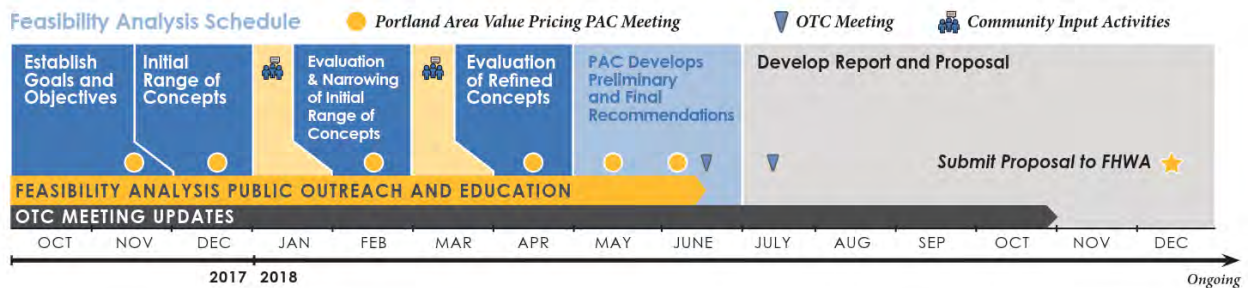 Feasibility Analysis Schedule
Portland Area Value Pricing PAC Meeting
OTC Meeting
Community Input Activities
Establish
Goals and
Objectives
Initial
Range of
Concepts
Evaluation
& Narrowing
of Initial
Range of
Concepts
Evaluation
of Refined
Concepts
PAC Develops
Preliminary
and Final
Recommendations
Develop Report and Proposal
Submit Proposal to FHWA
FEASIBILITY ANALYSIS PUBLIC OUTREACH AND EDUCATION
OTC MEETING UPDATES
OCT NOV DEC JAN FEB MAR APR MAY JUNE JULY AUG SEP OCT NOV DEC
2017 2018
Ongoing